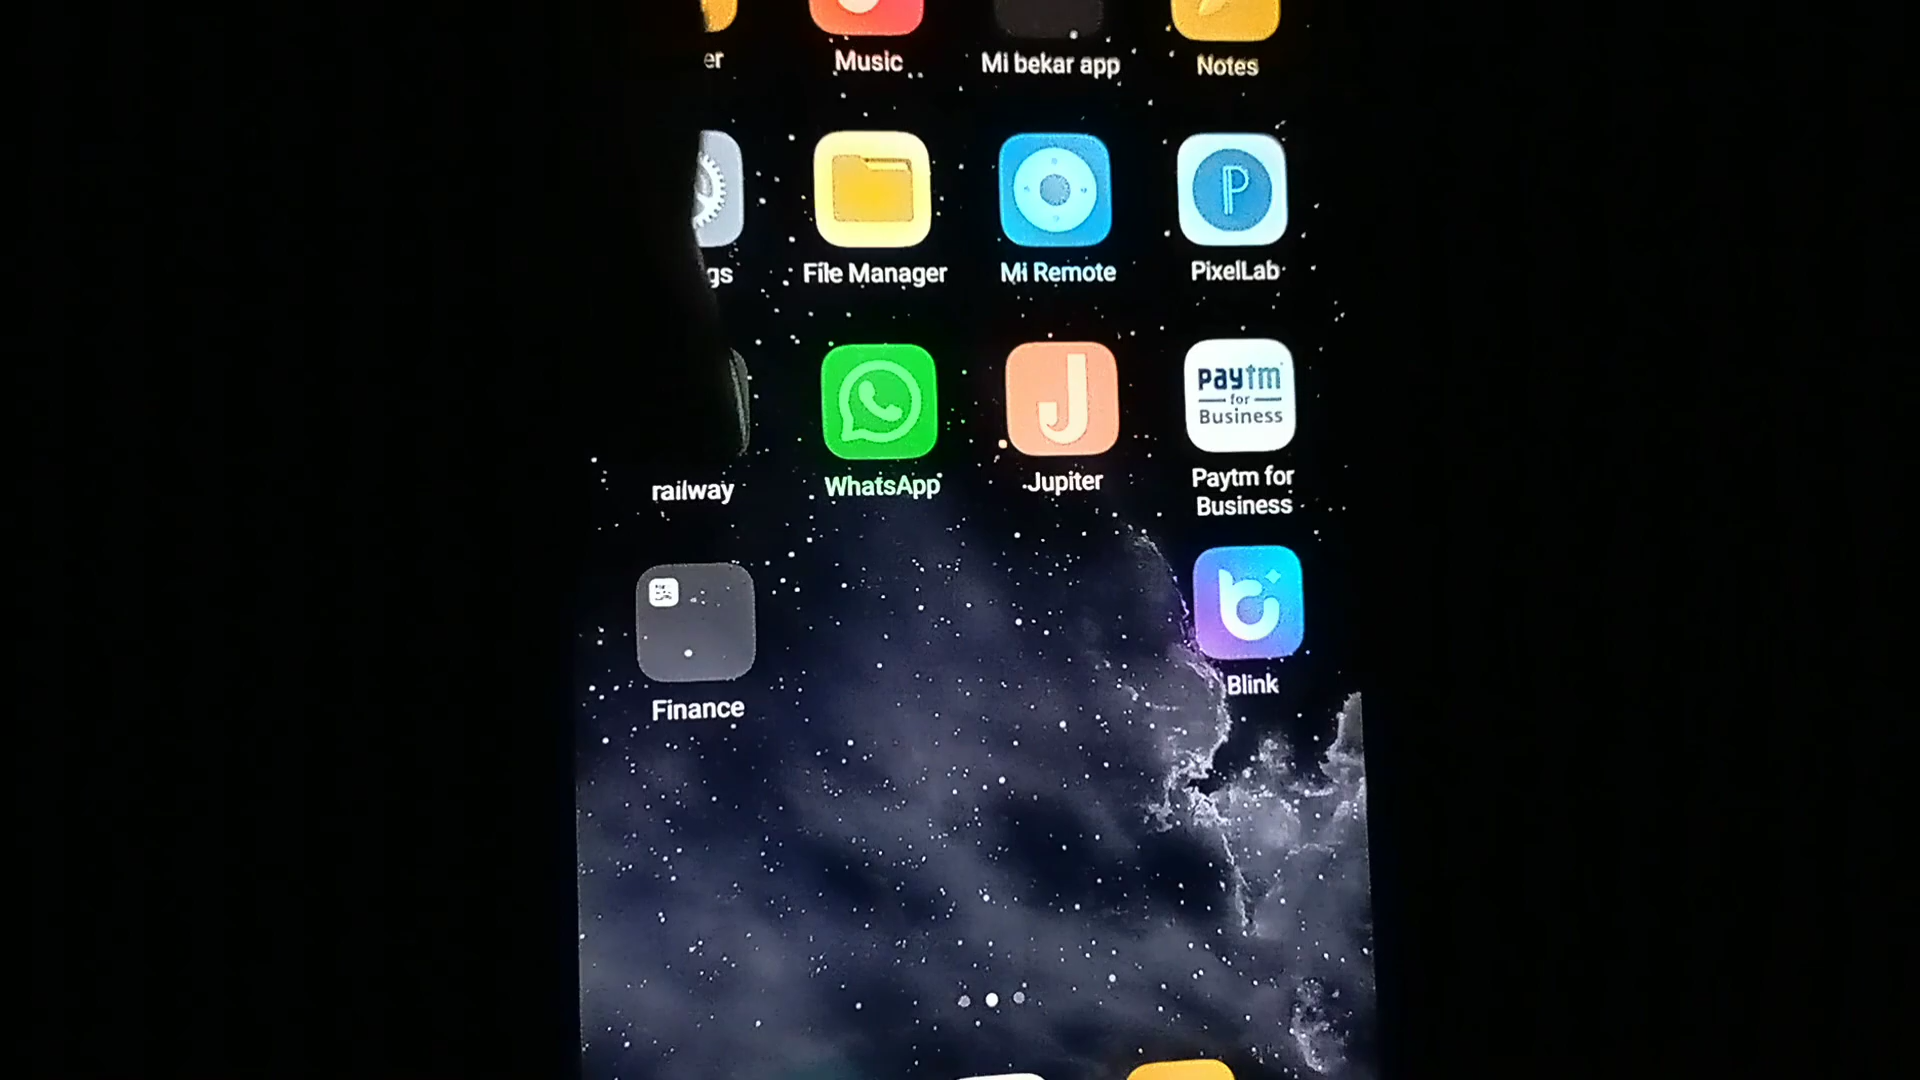 er
Music
Mi bekar app
Notes
gs
File Manager
Mi Remote
P
PixelLab
railway
WhatsApp
J
Jupiter
paytm
for
Business
Paytm for
Business
Finance
b
Blink